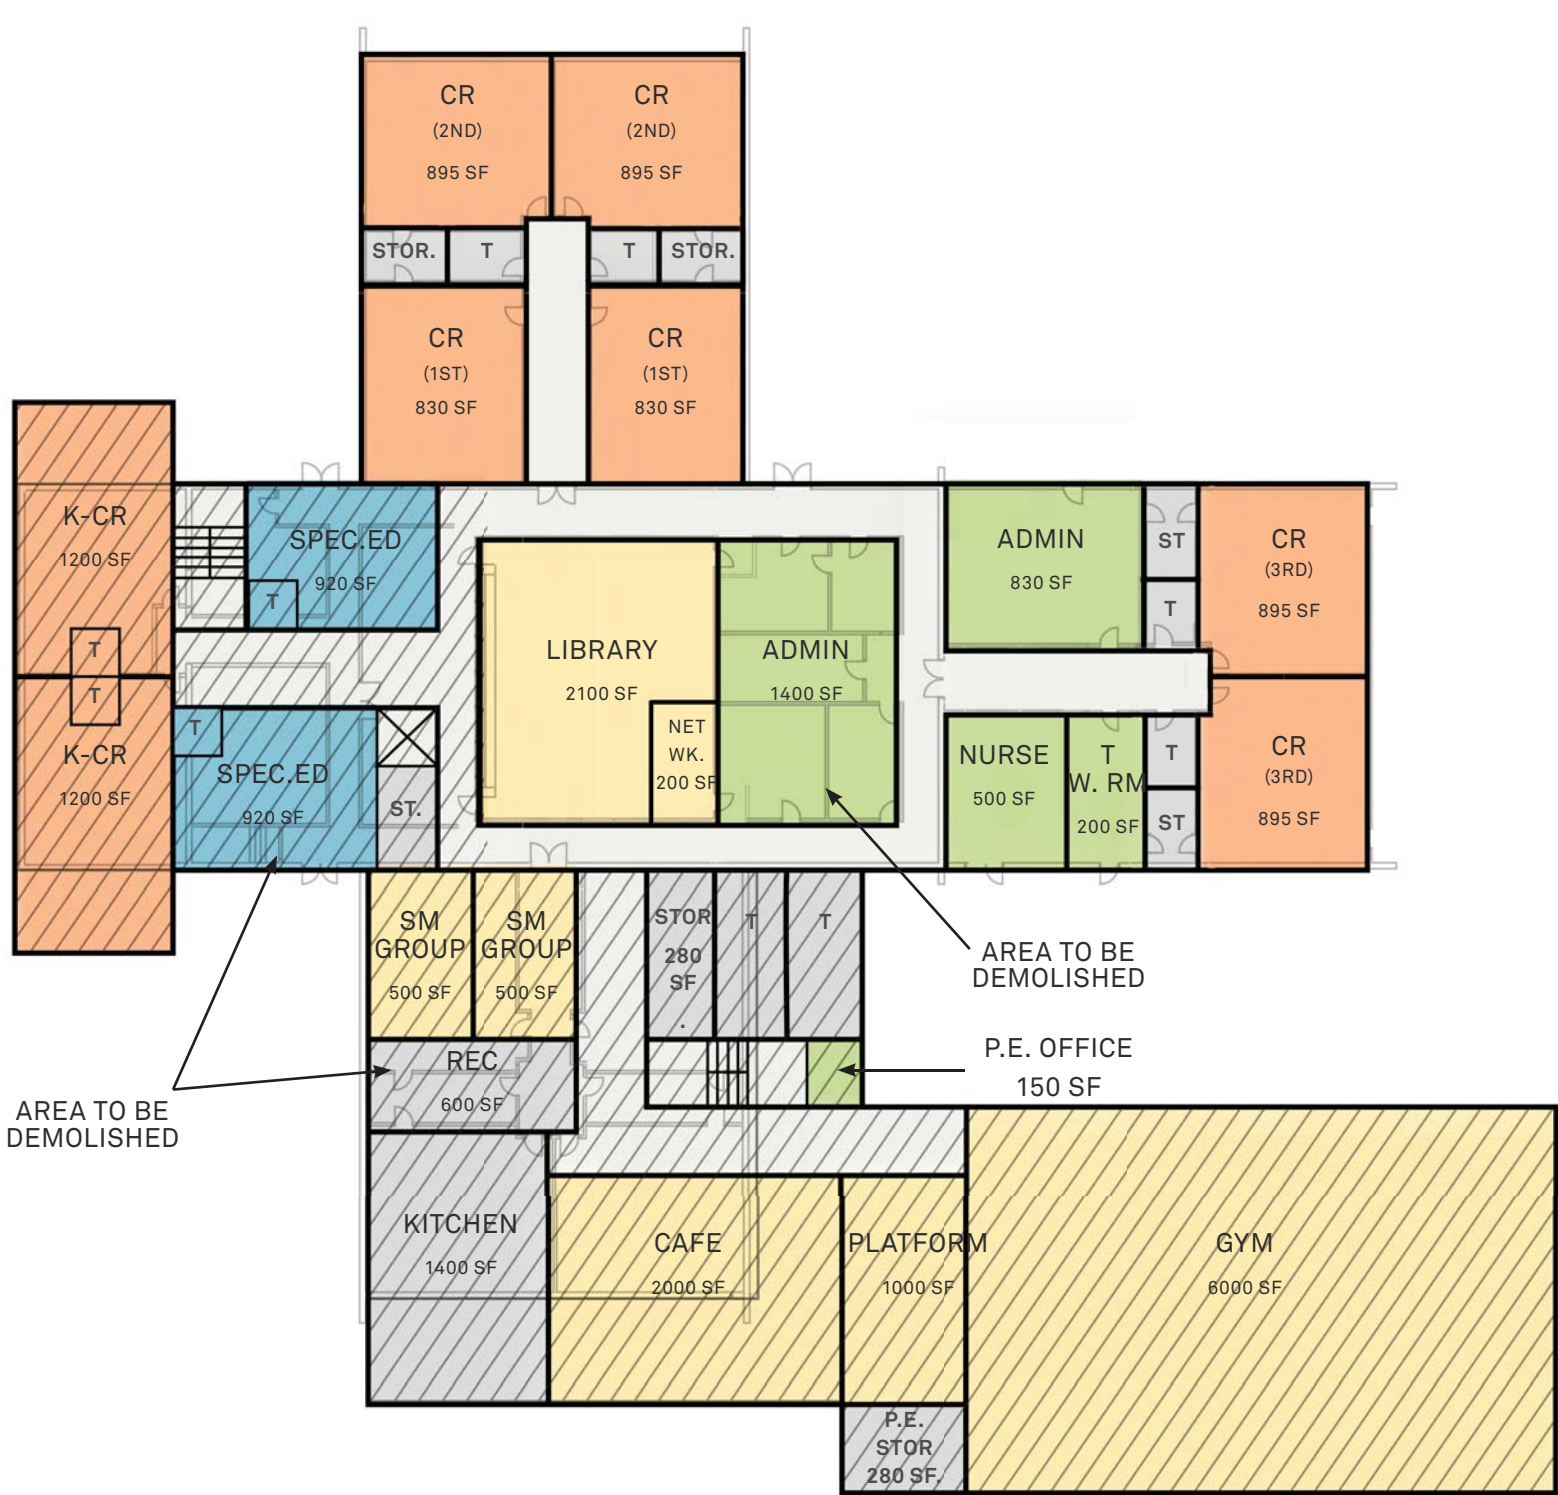 CR
(2ND)
895 SF
CR
(2ND)
895 SF
STOR.
T
T
STOR.
CR
(1ST)
830 SF
CR
(1ST)
830 SF
K-CR
1200 SF
T
T
K-CR
1200 SF
SPEC.ED
920 SF
T
T
SPEC.ED
920 SF
ST.
LIBRARY
2100 SF
NET
WK.
200 SF
ADMIN
1400 SF
ADMIN
830 SF
ST
T
CR
(3RD)
895 SF
NURSE
500 SF
T
W. RM
200 SF
T
ST
CR
(3RD)
895 SF
SM
GROUP
500 SF
SM
GROUP
500 SF
STOR
280
SF
.
T
T
AREA TO BE
DEMOLISHED
REC
600 SF
P.E. OFFICE
150 SF
AREA TO BE
DEMOLISHED
KITCHEN
1400 SF
CAFE
2000 SF
PLATFORM
1000 SF
GYM
6000 SF
P.E.
STOR
280 SF.